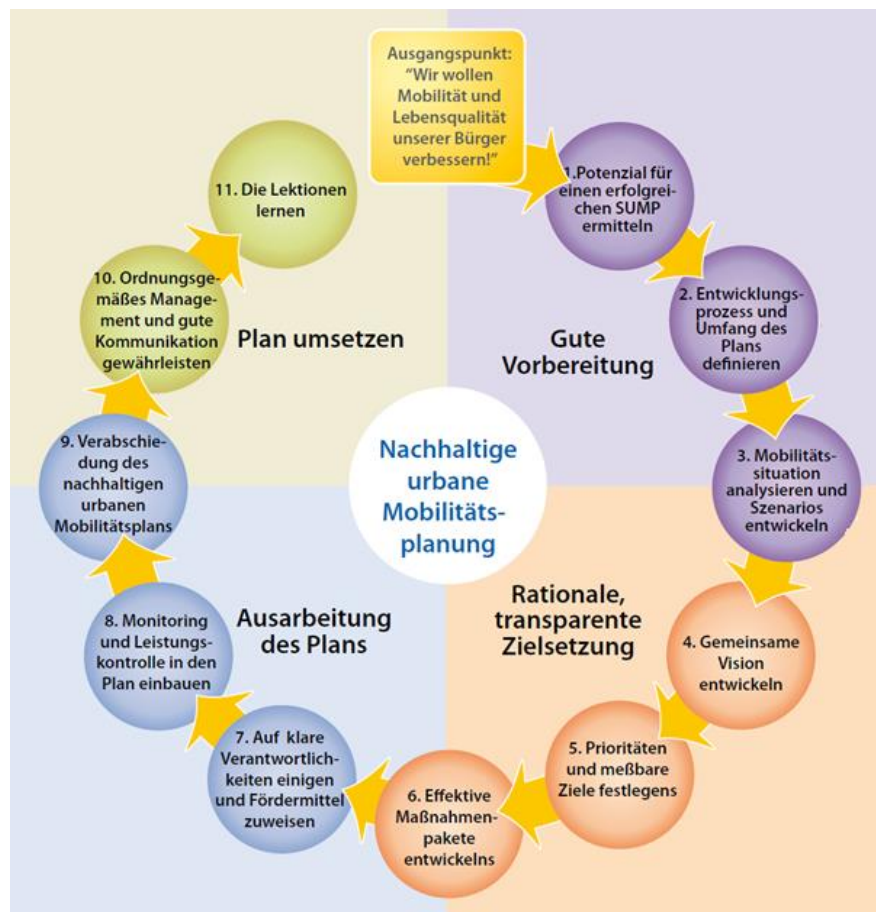 Ausgangspunkt:
"Wir wollen
Mobilität und
Lebensqualität
unserer Bürger
verbessern!"
1.Potenzial für
einen erfolgrei-
chen SUMP
ermitteln
2. Entwicklungs-
prozess und
Umfang des
Plans
definieren
Gute
Vorbereitung
3. Mobilitäts-
situation
analysieren und
Szenarios
entwickeln
Rationale,
transparente
Zielsetzung
4. Gemeinsame
Vision
entwickeln
5. Prioritäten
und meßbare
Ziele festlegens
6. Effektive
Maßnahmen-
pakete
entwickelns
7. Auf klare
Verantwortlich-
keiten einigen
und Fördermittel
zuweisen
Ausarbeitung
des Plans
8. Monitoring
und Leistungs-
kontrolle in den
Plan einbauen
9. Verabschie-
dung des
nachhaltigen
urbanen
Mobilitätsplans
Plan umsetzen
10. Ordnungsge-
mäßes Manage-
ment und gute
Kommunikation
gewährleisten
11. Die Lektionen
lernen
Nachhaltige
urbane
Mobilitäts-
planung